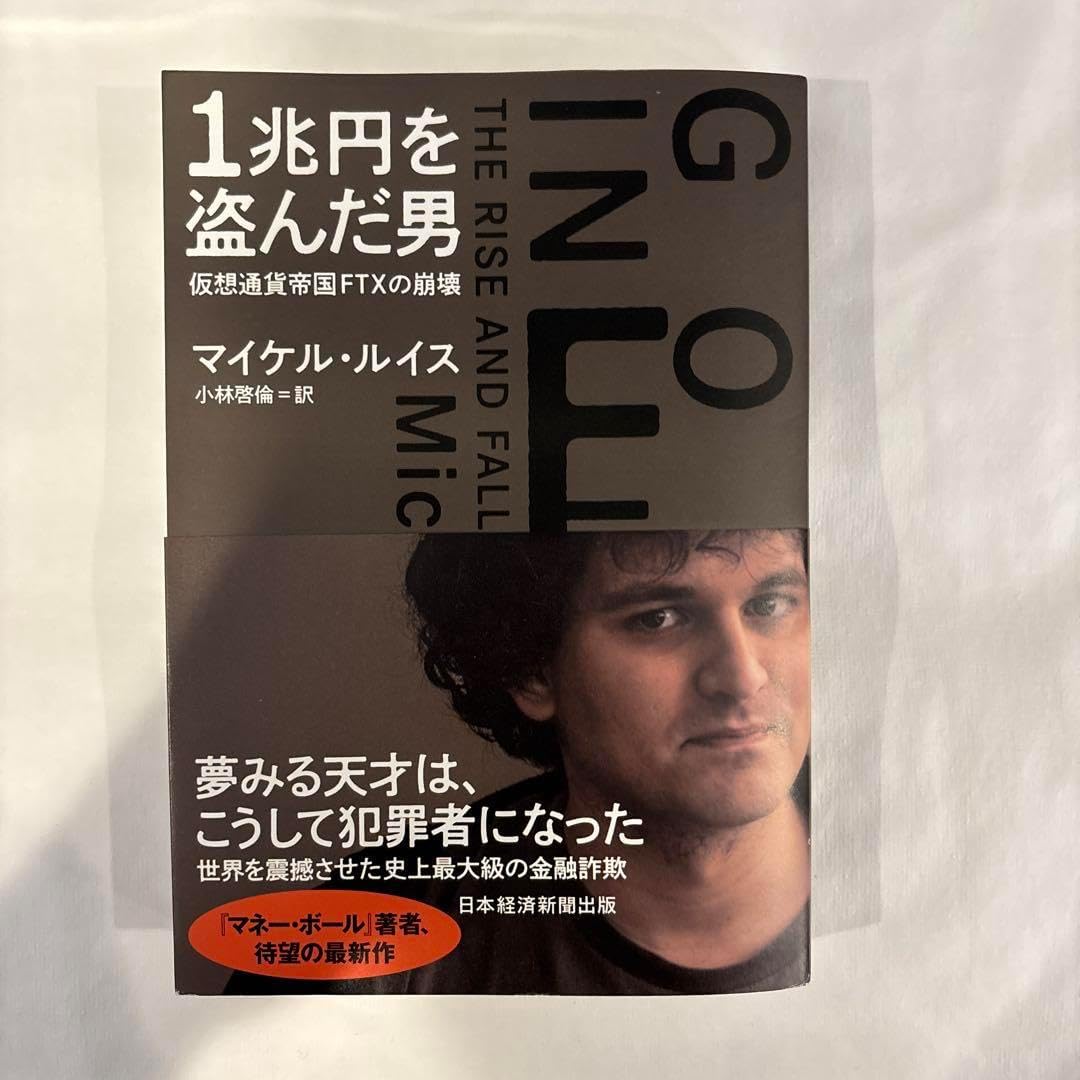 1兆円を
盗んだ男
仮想通貨帝国FTXの崩壊
マイケル・ルイス
小林啓倫=訳
GO
INE
THE RISE AND FALL
Mic
夢みる天才は、
こうして犯罪者になった
世界を震撼させた史上最大級の金融詐欺
日本経済新聞出版
『マネー・ボール』著者、
待望の最新作